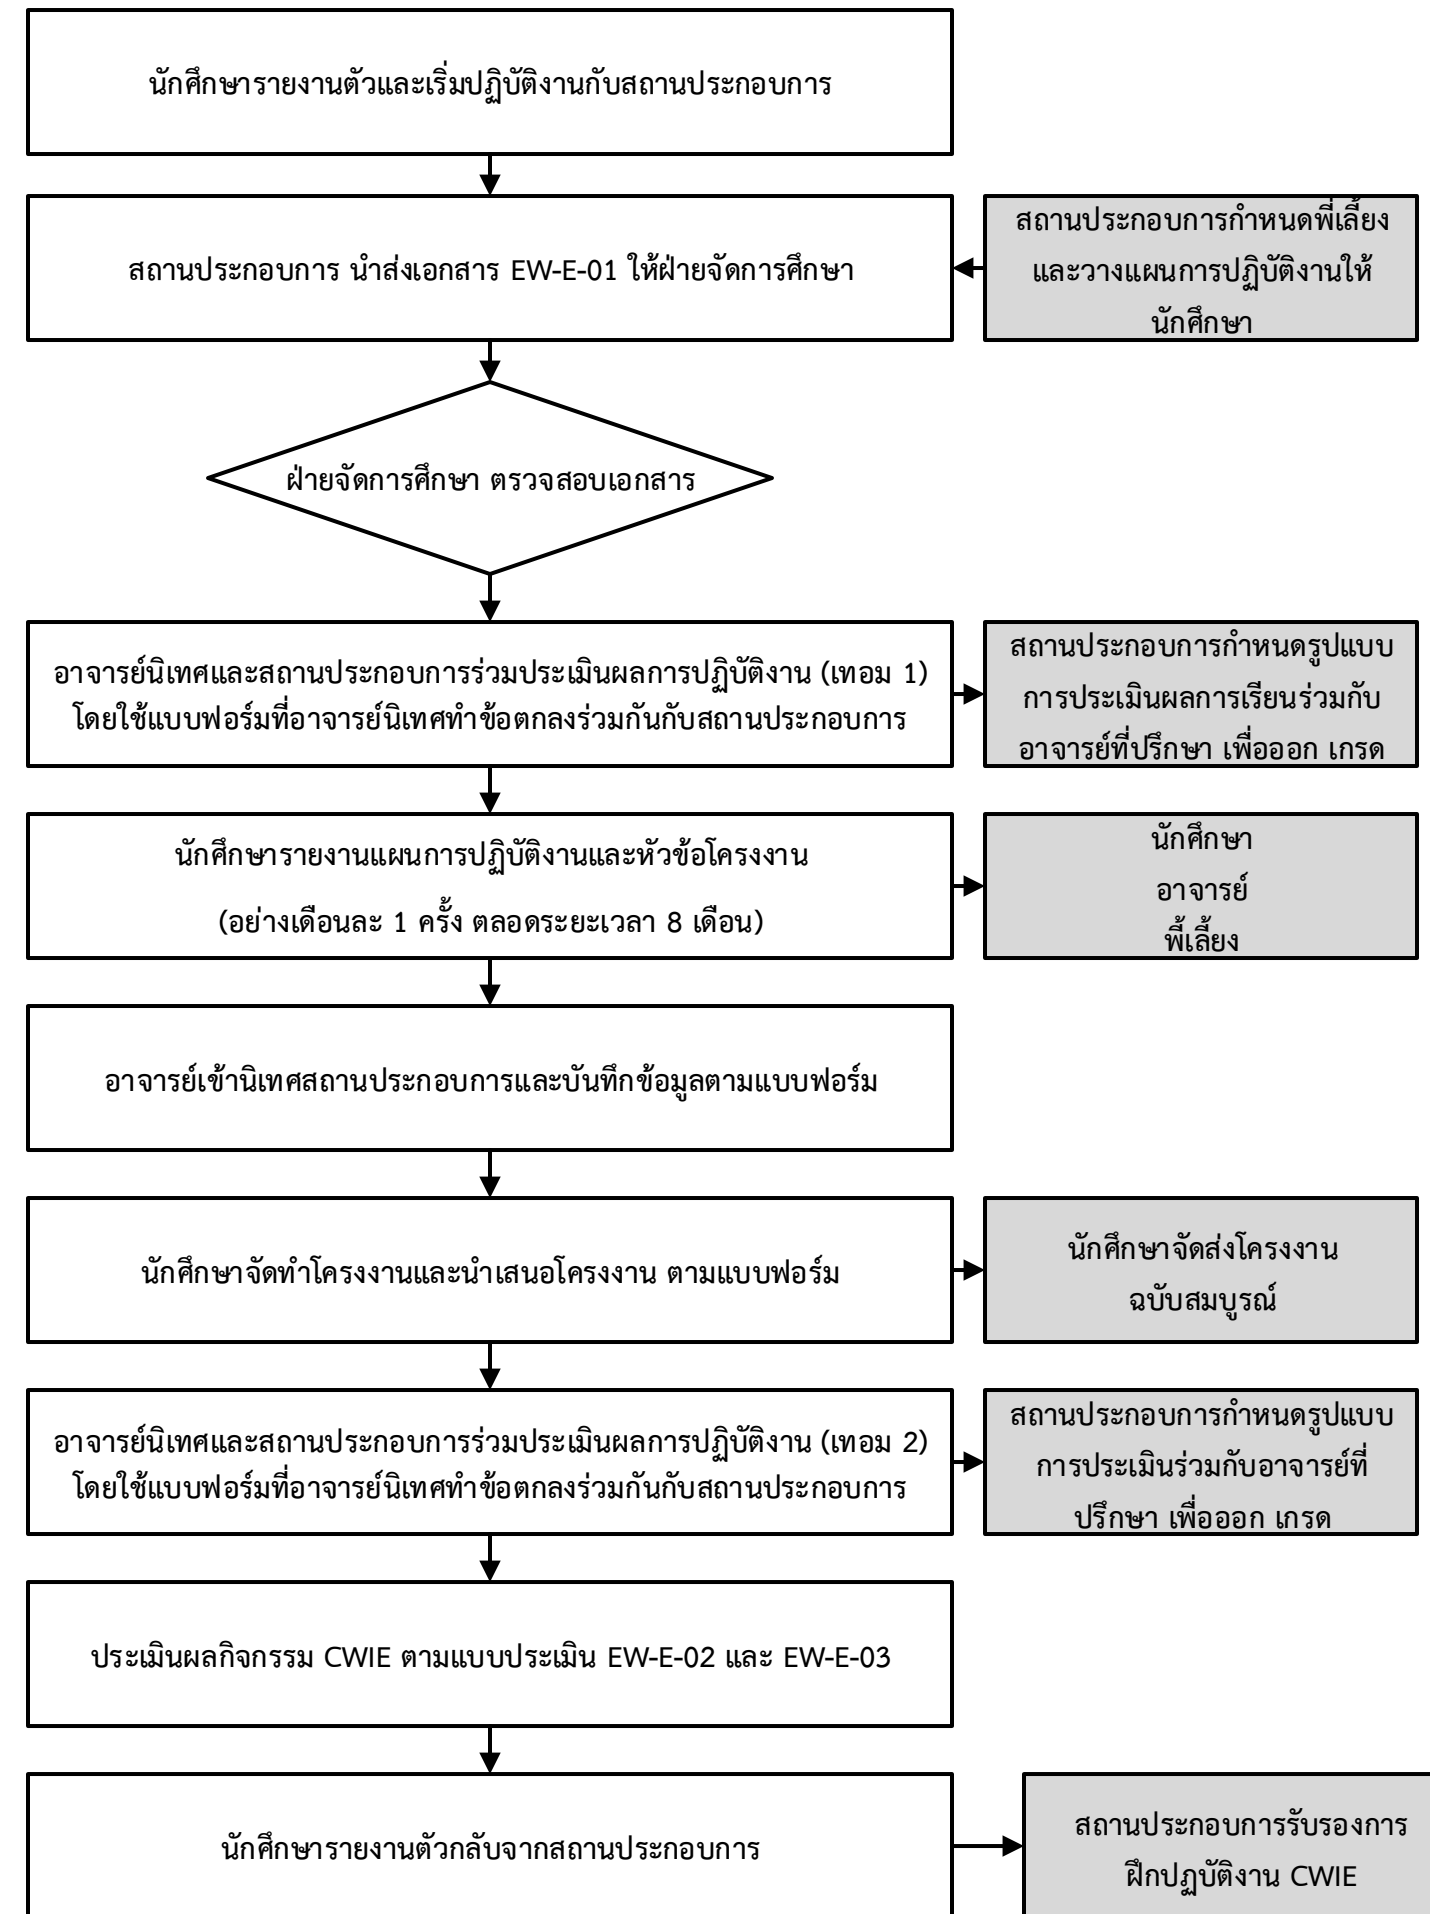 นักศึกษารายงานตัวและเริ่มปฏิบัติงานกับสถานประกอบการ
สถานประกอบการ นำส่งเอกสาร EW-E-01 ให้ฝ่ายจัดการศึกษา
สถานประกอบการกำหนดพี่เลี้ยง
และวางแผนการปฏิบัติงานให้
นักศึกษา
ฝ่ายจัดการศึกษา ตรวจสอบเอกสาร
อาจารย์นิเทศและสถานประกอบการร่วมประเมินผลการปฏิบัติงาน (เทอม 1)
โดยใช้แบบฟอร์มที่อาจารย์นิเทศทำข้อตกลงร่วมกันกับสถานประกอบการ
สถานประกอบการกำหนดรูปแบบ
การประเมินผลการเรียนร่วมกับ
อาจารย์ที่ปรึกษา เพื่อออก เกรด
นักศึกษารายงานแผนการปฏิบัติงานและหัวข้อโครงงาน
(อย่างเดือนละ 1 ครั้ง ตลอดระยะเวลา 8 เดือน)
นักศึกษา
อาจารย์
พี้เลี้ยง
อาจารย์เข้านิเทศสถานประกอบการและบันทึกข้อมูลตามแบบฟอร์ม
นักศึกษาจัดทำโครงงานและนำเสนอโครงงาน ตามแบบฟอร์ม
นักศึกษาจัดส่งโครงงาน
ฉบับสมบูรณ์
อาจารย์นิเทศและสถานประกอบการร่วมประเมินผลการปฏิบัติงาน (เทอม 2)
โดยใช้แบบฟอร์มที่อาจารย์นิเทศทำข้อตกลงร่วมกันกับสถานประกอบการ
สถานประกอบการกำหนดรูปแบบ
การประเมินร่วมกับอาจารย์ที่
ปรึกษา เพื่อออก เกรด
ประเมินผลกิจกรรม CWIE ตามแบบประเมิน EW-E-02 และ EW-E-03
นักศึกษารายงานตัวกลับจากสถานประกอบการ
สถานประกอบการรับรองการ
ฝึกปฏบัติงาน CWIE